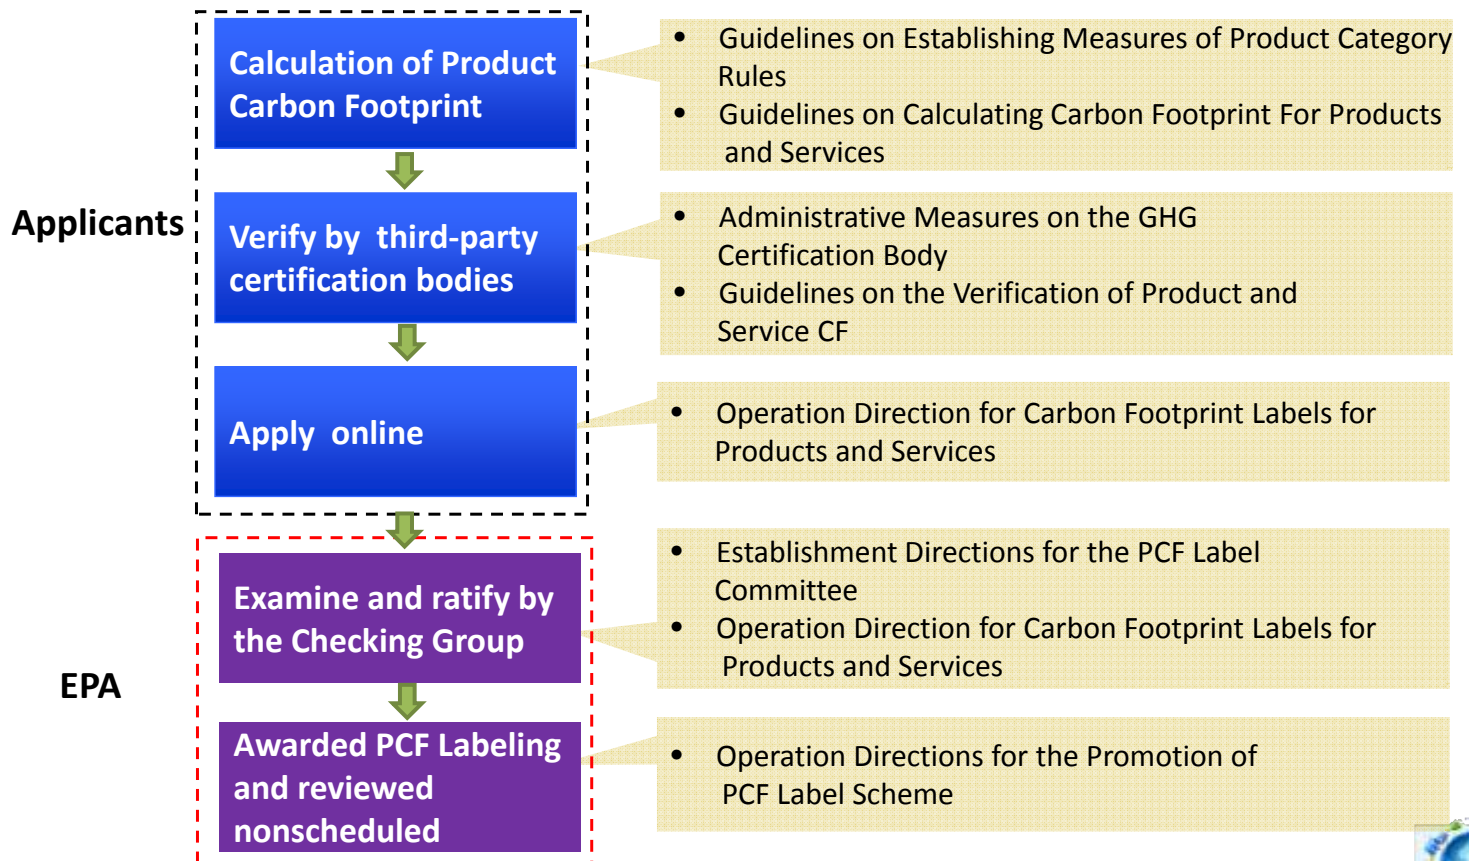 Calculation of Product
Carbon Footprint
• Guidelines on Establishing Measures of Product Category
Rules
• Guidelines on Calculating Carbon Footprint For Products
and Services
Applicants
Verify by third-party
certification bodies
• Administrative Measures on the GHG
Certification Body
• Guidelines on the Verification of Product and
Service CF
Apply online
• Operation Direction for Carbon Footprint Labels for
Products and Services
EPA
Examine and ratify by
the Checking Group
• Establishment Directions for the PCF Label
Committee
• Operation Direction for Carbon Footprint Labels for
Products and Services
Awarded PCF Labeling
and reviewed
nonscheduled
• Operation Directions for the Promotion of
PCF Label Scheme